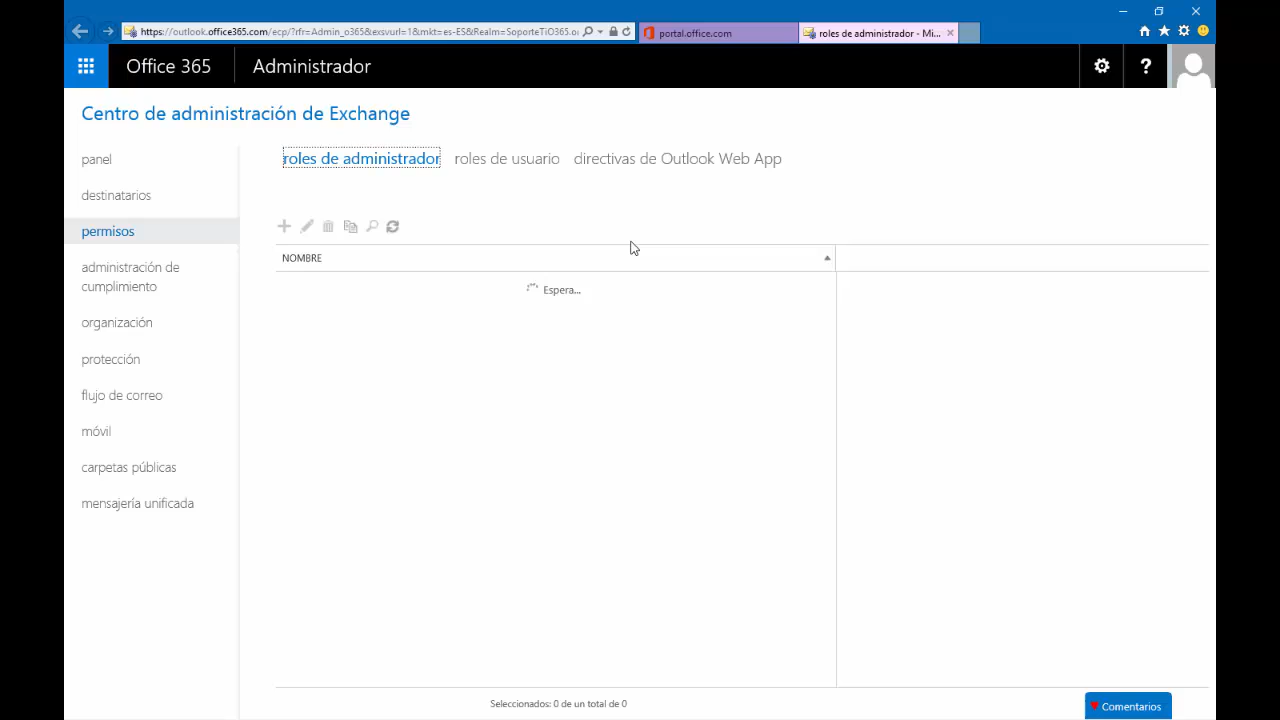 https://outlook.office365.com/ecp/?rfr=Admin_o365&exsvurl=1&mkt=es-ES&Realm=SoporteTiO365.o
portal.office.com
roles de administrador - Mi...
Office 365
Administrador
?
Centro de administración de Exchange
panel
destinatarios
permisos
administración de
cumplimiento
organización
protección
flujo de correo
móvil
carpetas públicas
mensajería unificada
roles de administrador
roles de usuario
directivas de Outlook Web App
NOMBRE
Espera...
Seleccionados: 0 de un total de 0
Comentarios